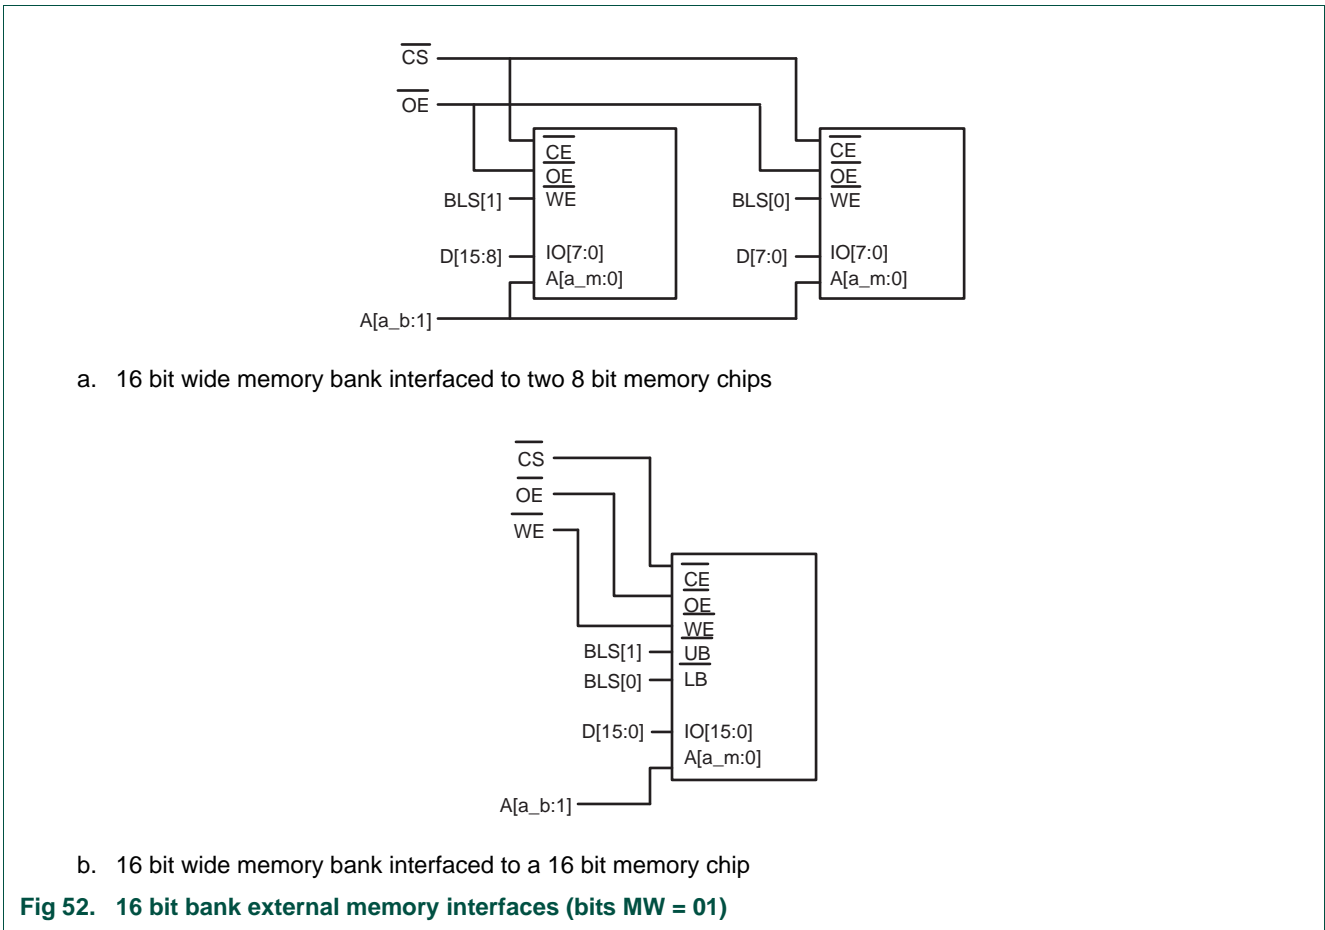 CS
OE
CE
OE
BLS[1] WE
D[15:8] IO[7:0]
A[a_m:0]
CE
OE
BLS[0] WE
D[7:0] IO[7:0]
A[a_m:0]
A[a_b:1]
a. 16 bit wide memory bank interfaced to two 8 bit memory chips
CS
OE
WE
CE
OE
WE
BLS[1] UB
BLS[0] LB
D[15:0] IO[15:0]
A[a_m:0]
A[a_b:1]
b. 16 bit wide memory bank interfaced to a 16 bit memory chip
Fig 52. 16 bit bank external memory interfaces (bits MW = 01)